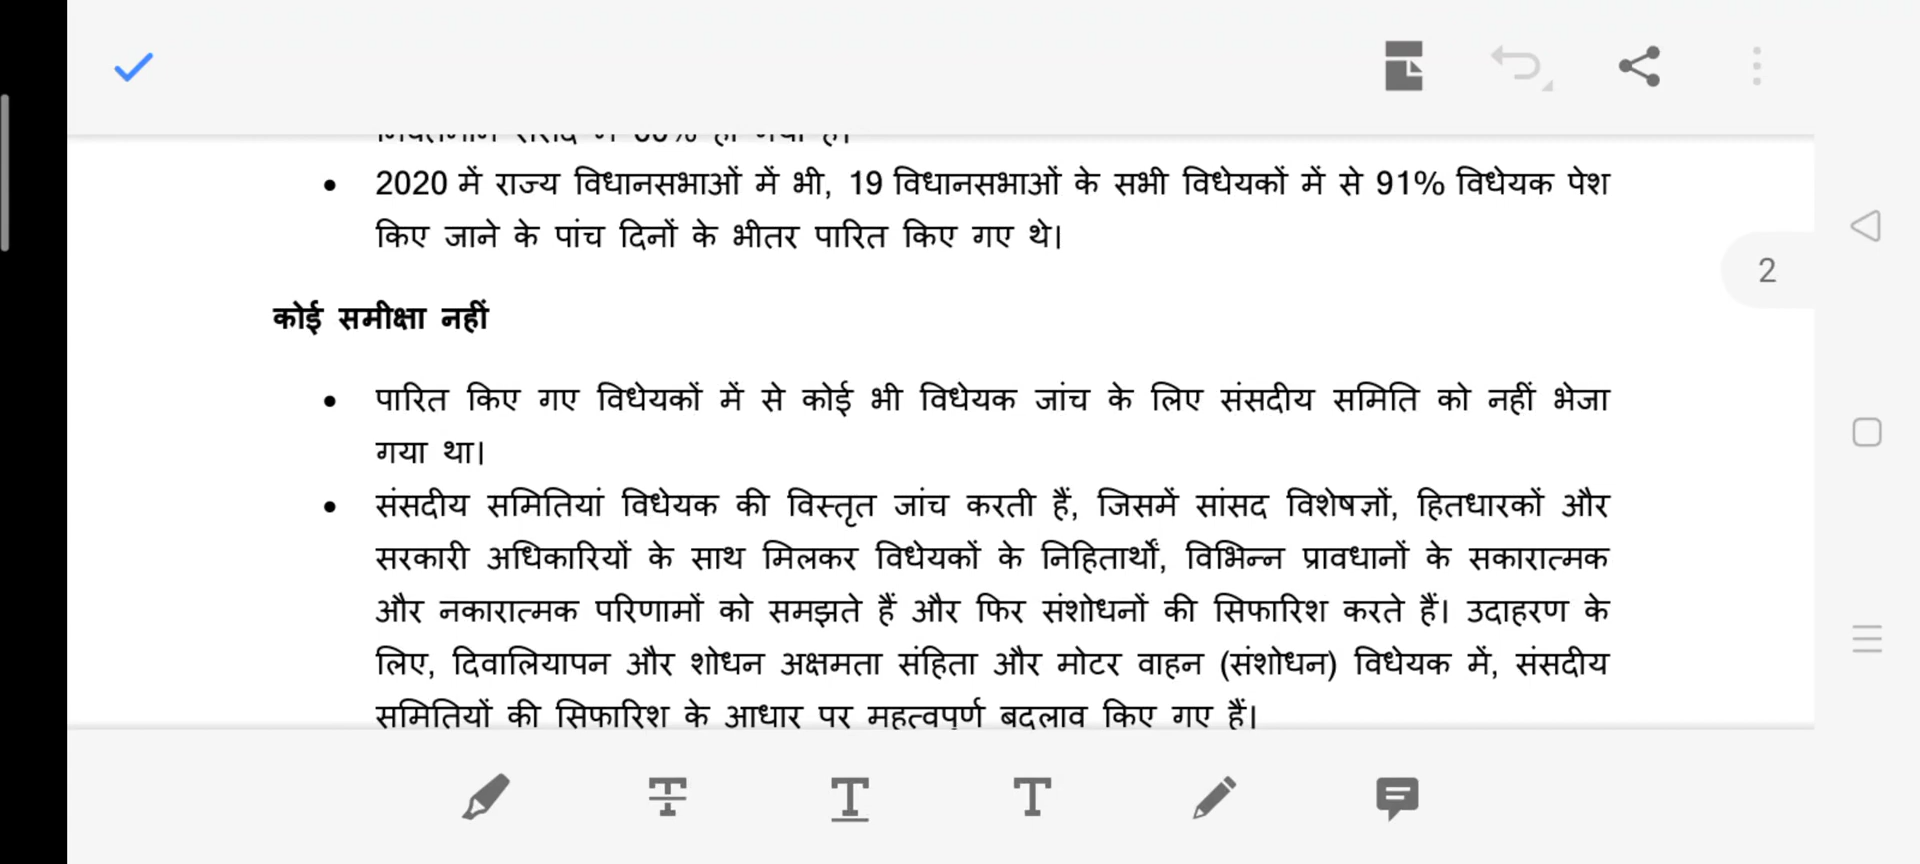 में 60% हो गया है।
2020 में राज्य विधानसभाओं में भी, 19 विधानसभाओं के सभी विधेयकों में से 91% विधेयक पेश
किए जाने के पांच दिनों के भीतर पारित किए गए थे।
2
कोई समीक्षा नहीं
पारित किए गए विधेयकों में से कोई भी विधेयक जांच के लिए संसदीय समिति को नहीं भेजा
गया था।
संसदीय समितियां विधेयक की विस्तृत जांच करती हैं, जिसमें सांसद विशेषज्ञों, हितधारकों और
सरकारी अधिकारियों के साथ मिलकर विधेयकों के निहितार्थों, विभिन्न प्रावधानों के सकारात्मक
और नकारात्मक परिणामों को समझते हैं और फिर संशोधनों की सिफारिश करते हैं। उदाहरण के
लिए, दिवालियापन और शोधन अक्षमता संहिता और मोटर वाहन (संशोधन) विधेयक में, संसदीय
समितियों की सिफारिश के आधार पर महत्वपूर्ण बदलाव किए गए हैं।